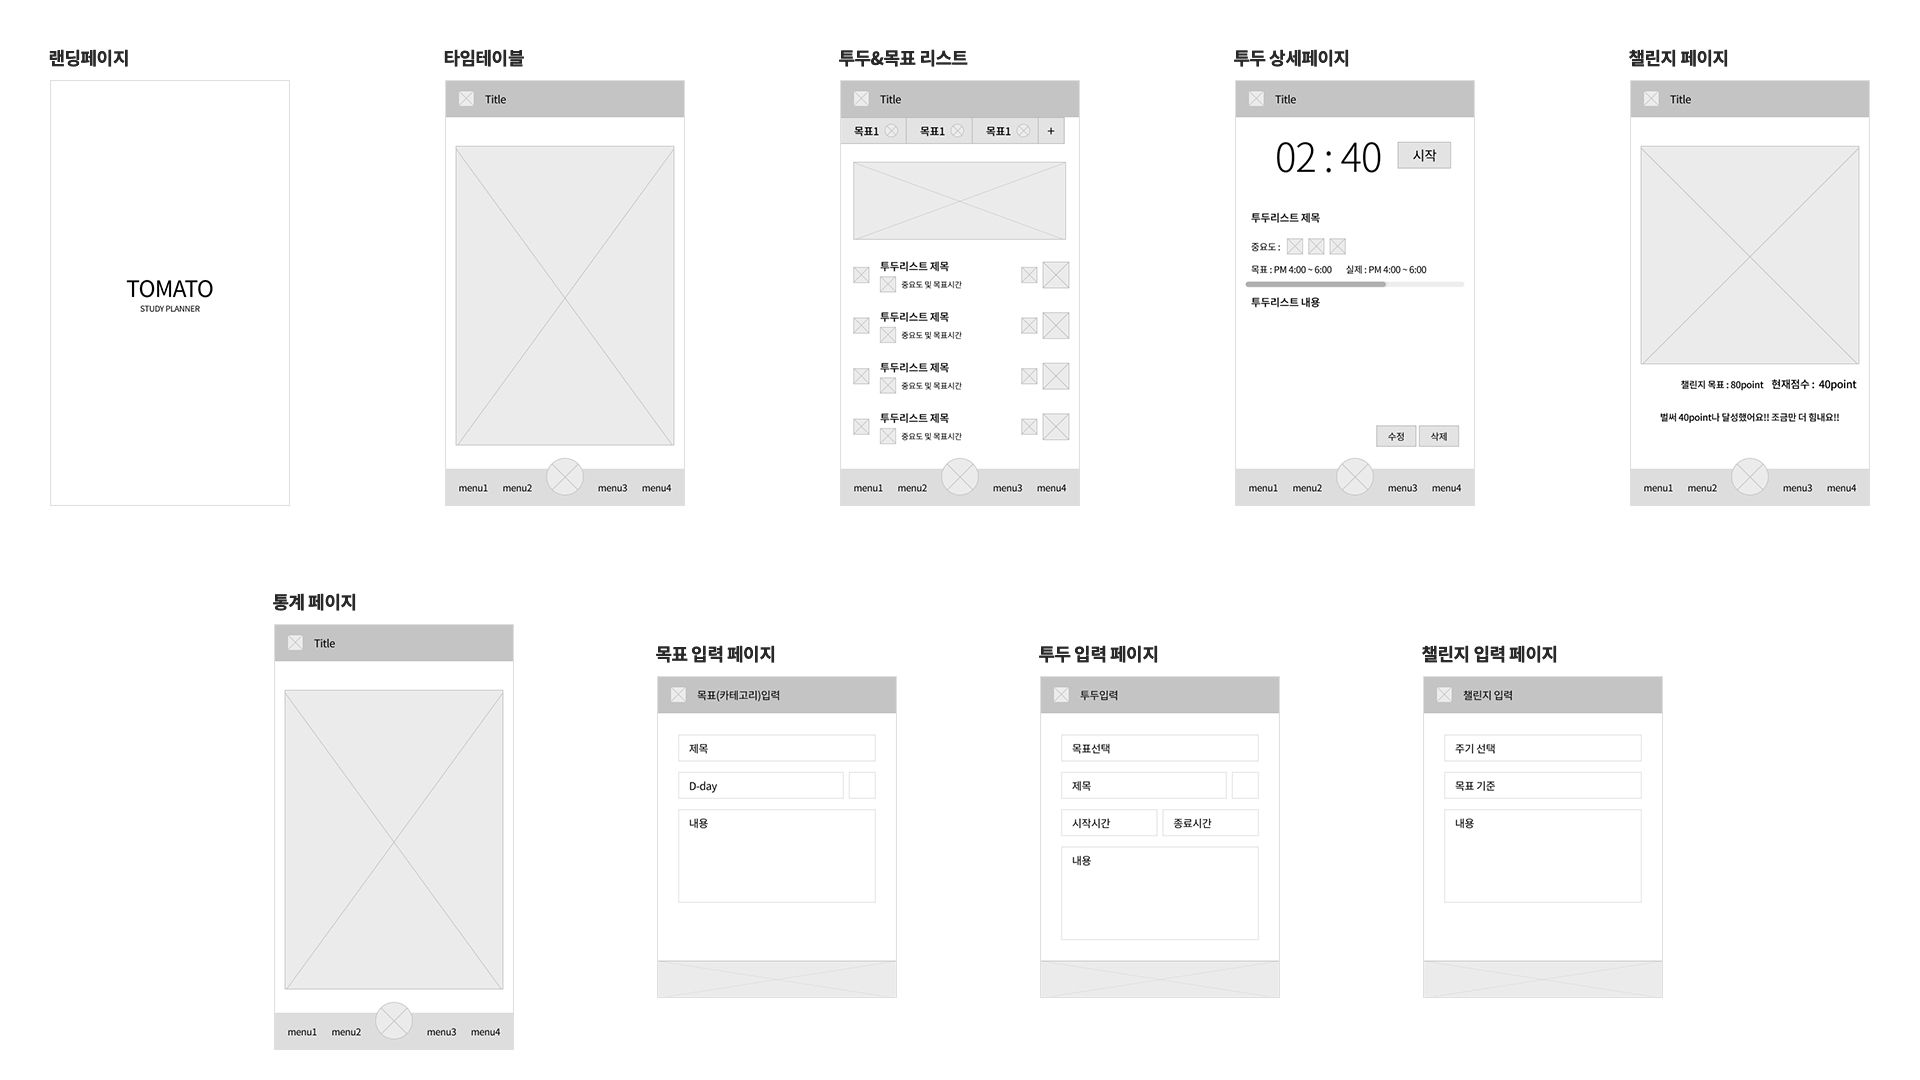 랜딩페이지
TOMATO
STUDY PLANNER
타임테이블
Title
menu1 menu2 menu3 menu4
투두&목표 리스트
Title
목표1 목표1 목표1 +
투두리스트 제목
중요도 및 목표시간
투두리스트 제목
중요도 및 목표시간
투두리스트 제목
중요도 및 목표시간
투두리스트 제목
중요도 및 목표시간
menu1 menu2 menu3 menu4
투두 상세페이지
Title
02 : 40 시작
투두리스트 제목
중요도 :
목표 : PM 4:00 ~ 6:00 실제 : PM 4:00 ~ 6:00
투두리스트 내용
수정 삭제
menu1 menu2 menu3 menu4
챌린지 페이지
Title
챌린지 목표 : 80point 현재점수 : 40point
벌써 40point나 달성했어요!! 조금만 더 힘내요!!
menu1 menu2 menu3 menu4
통계 페이지
Title
menu1 menu2 menu3 menu4
목표 입력 페이지
목표(카테고리)입력
제목
D-day
내용
투두 입력 페이지
투두입력
목표선택
제목
시작시간 종료시간
내용
챌린지 입력 페이지
챌린지 입력
주기 선택
목표 기준
내용